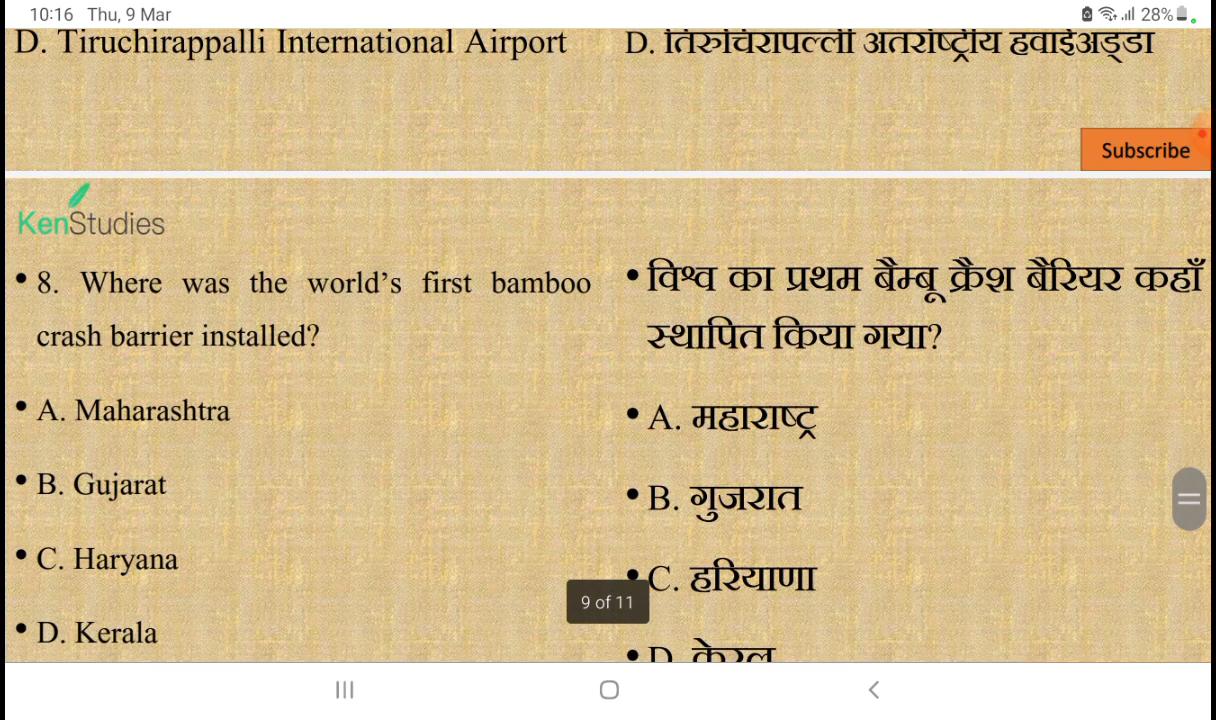 10:16 Thu, 9 Mar
28%
D. Tiruchirappalli International Airport
D. तिरुचिरापल्ली अंतर्राष्ट्रीय हवाईअड्डा
Subscribe
KenStudies
• 8. Where was the world's first bamboo
crash barrier installed?
• A. Maharashtra
• B. Gujarat
• C. Haryana
• D. Kerala
• विश्व का प्रथम बैम्बू क्रैश बैरियर कहाँ
स्थापित किया गया?
• A. महाराष्ट्र
• B. गुजरात
• C. हरियाणा
• D. केरल
9 of 11